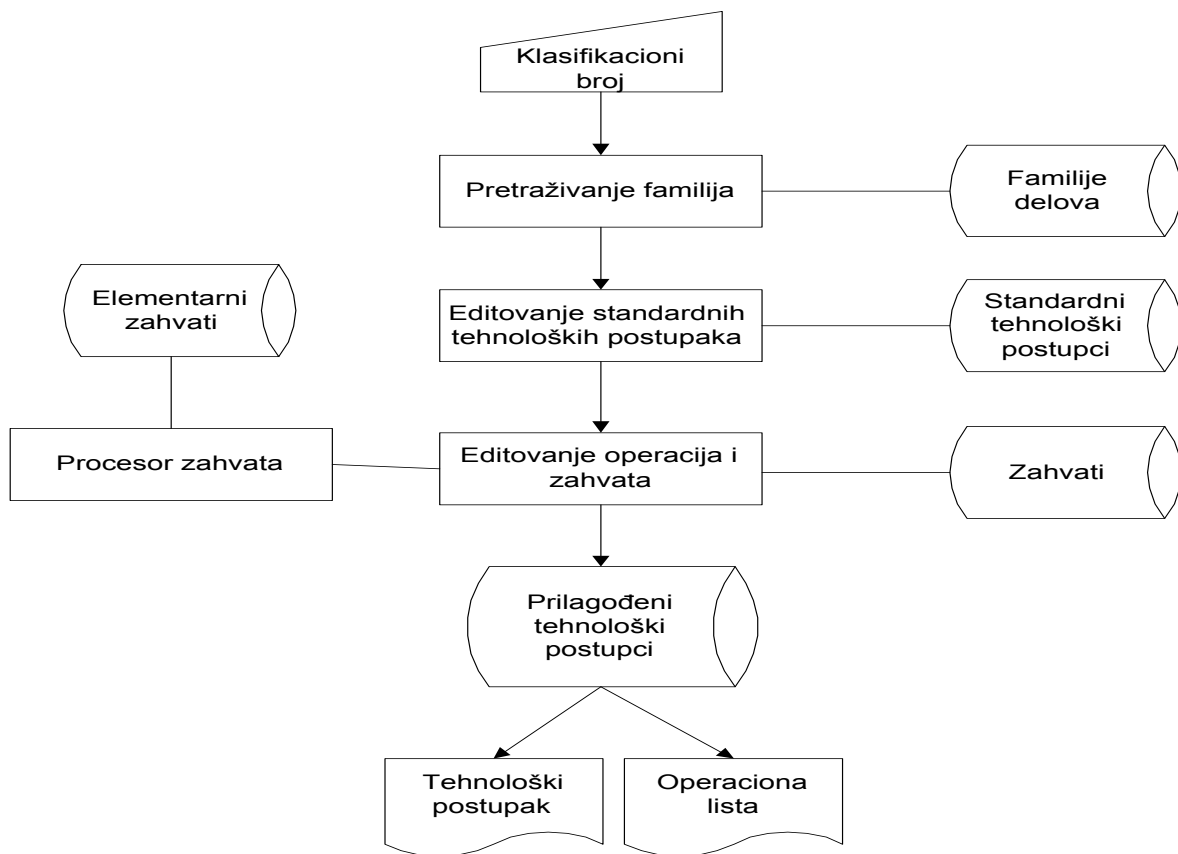 Klasifikacioni
broj
Pretraživanje familija
Familije
delova
Elementarni
zahvati
Editovanje standardnih
tehnoloških postupaka
Standardni
tehnološki
postupci
Procesor zahvata
Editovanje operacija i
zahvata
Zahvati
Prilagođeni
tehnološki
postupci
Tehnološki
postupak
Operaciona
lista